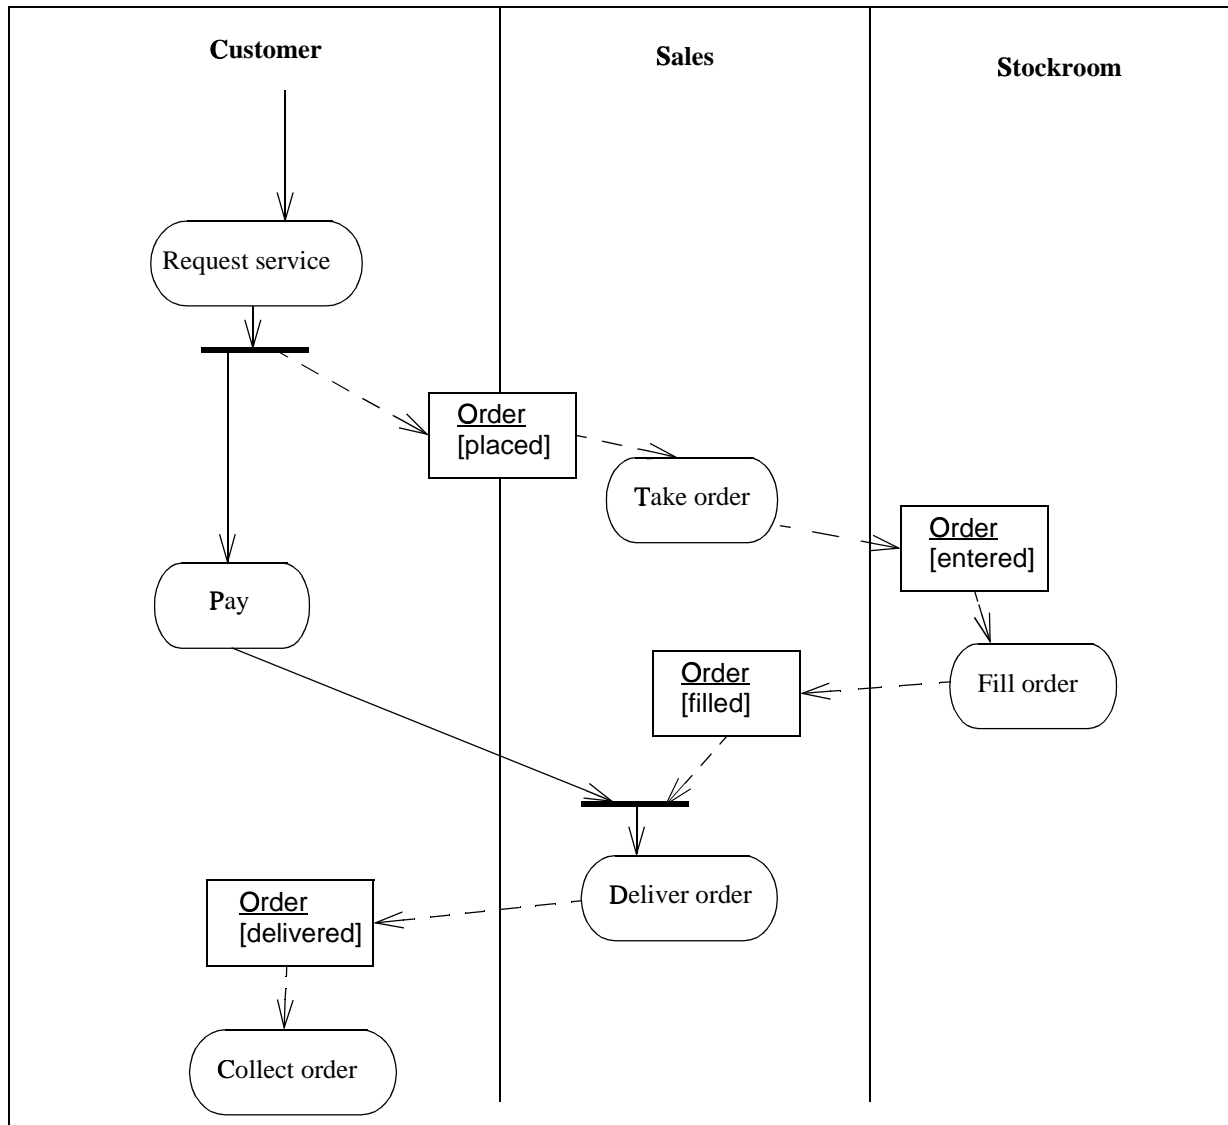 Customer
Sales
Stockroom
Request service
Order
[placed]
Take order
Order
[entered]
Pay
Order
[filled]
Fill order
Deliver order
Order
[delivered]
Collect order